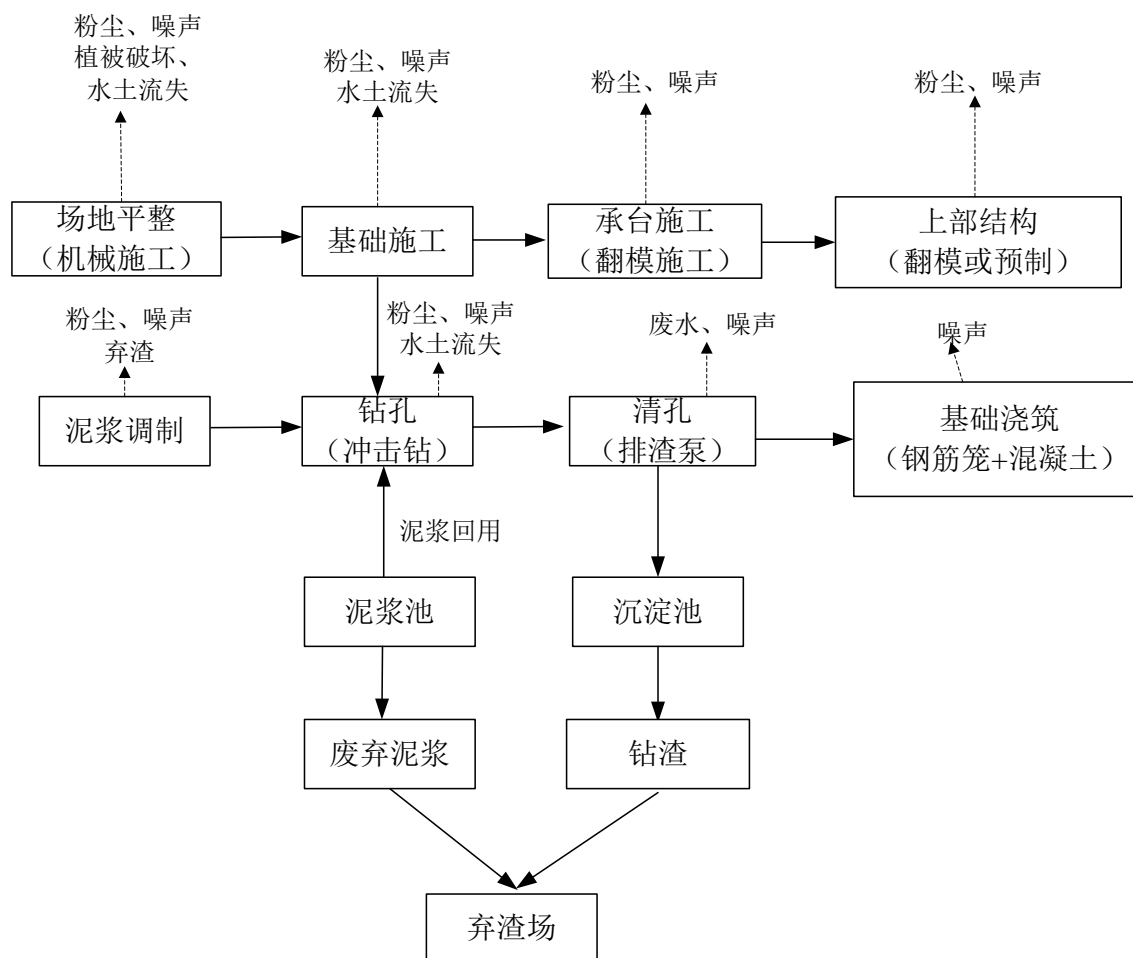 粉尘、噪声
植被破坏、
水土流失
粉尘、噪声
水土流失
粉尘、噪声
粉尘、噪声
场地平整
（机械施工）
基础施工
承台施工
（翻模施工）
上部结构
（翻模或预制）
粉尘、噪声
弃渣
粉尘、噪声
水土流失
废水、噪声
噪声
泥浆调制
钻孔
（冲击钻）
清孔
（排渣泵）
基础浇筑
（钢筋笼+混凝土）
泥浆回用
泥浆池
沉淀池
废弃泥浆
钻渣
弃渣场